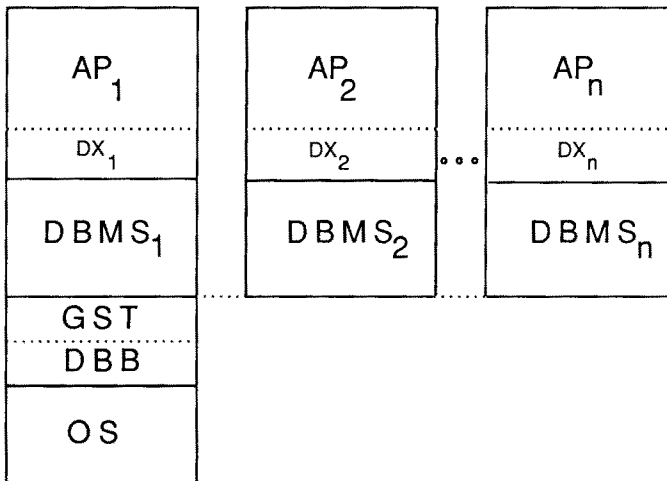 AP1 AP2 APn
DX1 DX2 DXn
DBMS1 DBMS2 DBMSn
GST
DBB
OS